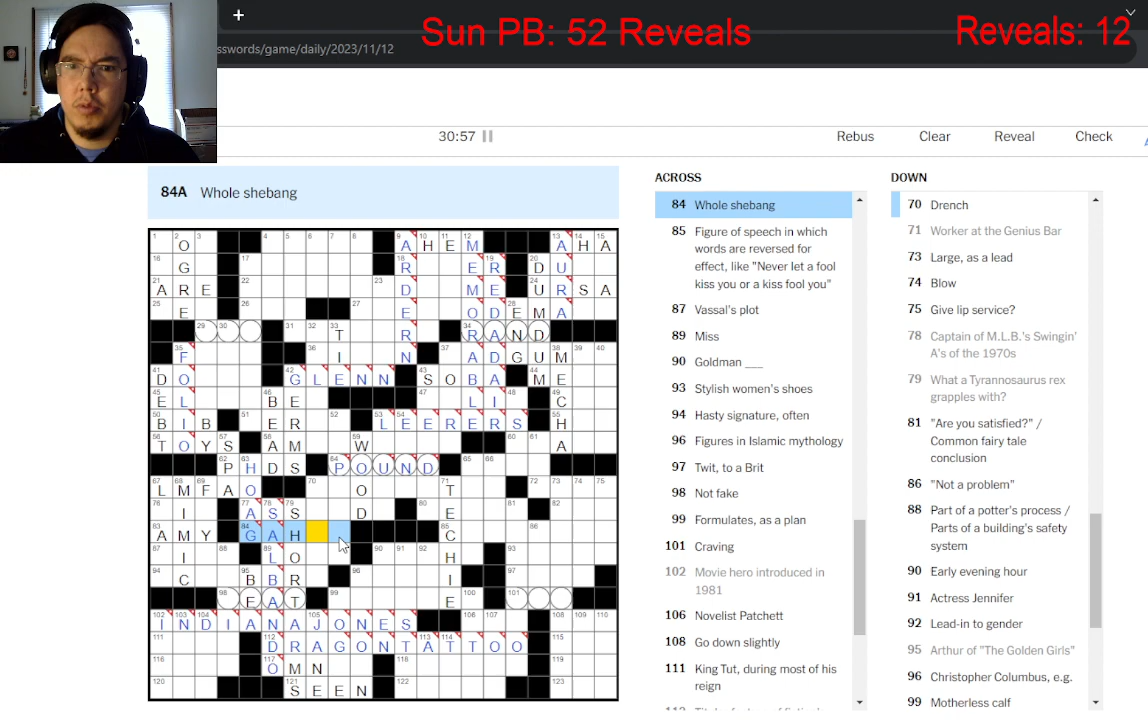 Sun PB: 52 Reveals
Reveals: 12
+
sswords/game/daily/2023/11/12
30:57
Rebus Clear Reveal Check
84A Whole shebang
ACROSS
84 Whole shebang
85 Figure of speech in which
words are reversed for
effect, like "Never let a fool
kiss you or a kiss fool you"
87 Vassal's plot
89 Miss
90 Goldman ___
93 Stylish women's shoes
94 Hasty signature, often
96 Figures in Islamic mythology
97 Twit, to a Brit
98 Not fake
99 Formulates, as a plan
101 Craving
102 Movie hero introduced in
1981
106 Novelist Patchett
108 Go down slightly
111 King Tut, during most of his
reign
DOWN
70 Drench
71 Worker at the Genius Bar
73 Large, as a lead
74 Blow
75 Give lip service?
78 Captain of M.L.B.'s Swingin'
A's of the 1970s
79 What a Tyrannosaurus rex
grapples with?
81 "Are you satisfied?" /
Common fairy tale
conclusion
86 "Not a problem"
88 Part of a potter's process /
Parts of a building's safety
system
90 Early evening hour
91 Actress Jennifer
92 Lead-in to gender
95 Arthur of "The Golden Girls"
96 Christopher Columbus, e.g.
99 Motherless calf
O A H E M A H A
G R E R D U
A R E D M E U R S A
E E O D E M A
T R R A N D D
F I N A D G U M
D O G L E N N S O B A M E
E L B E L I C
B I B E R L E E R E R S H
T O Y S A M W A
P H D S P O U N D
L M F A O O T
I A S S D E
A M Y G A H C
I L O H
C B B R I
E A T E
I N D I A N A J O N E S
D R A G O N T A T T O O
O M N
S E E N